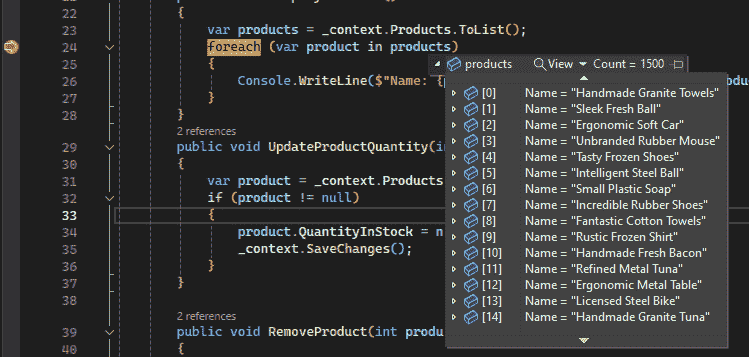 22 {
23 var products = _context.Products.ToList();
24 foreach (var product in products)
products View Count = 1500
25 {
26 Console.WriteLine($"Name: {
27 }
28 }
2 references
29 public void UpdateProductQuantity(in
30 {
31 var product = _context.Products
32 if (product != null)
33 {
34 product.QuantityInStock = n
35 _context.SaveChanges();
36 }
37 }
38
2 references
39 public void RemoveProduct(int produ
40 {
[0] Name = "Handmade Granite Towels"
[1] Name = "Sleek Fresh Ball"
[2] Name = "Ergonomic Soft Car"
[3] Name = "Unbranded Rubber Mouse"
[4] Name = "Tasty Frozen Shoes"
[5] Name = "Intelligent Steel Ball"
[6] Name = "Small Plastic Soap"
[7] Name = "Incredible Rubber Shoes"
[8] Name = "Fantastic Cotton Towels"
[9] Name = "Rustic Frozen Shirt"
[10] Name = "Handmade Fresh Bacon"
[11] Name = "Refined Metal Tuna"
[12] Name = "Ergonomic Metal Table"
[13] Name = "Licensed Steel Bike"
[14] Name = "Handmade Granite Tuna"